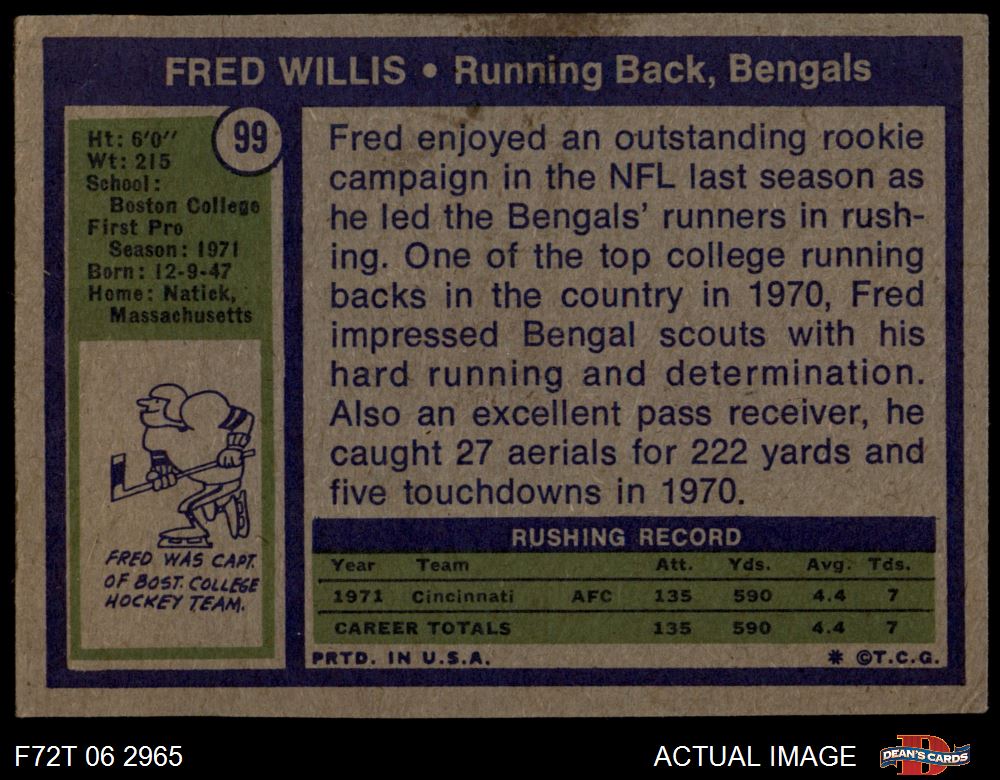 FRED WILLIS • Running Back, Bengals
99
Ht: 6'0"
Wt: 215
School:
Boston College
First Pro
Season: 1971
Born: 12-9-47
Home: Natick,
Massachusetts
FRED WAS CAPT.
OF BOST. COLLEGE
HOCKEY TEAM.
Fred enjoyed an outstanding rookie
campaign in the NFL last season as
he led the Bengals' runners in rush-
ing. One of the top college running
backs in the country in 1970, Fred
impressed Bengal scouts with his
hard running and determination.
Also an excellent pass receiver, he
caught 27 aerials for 222 yards and
five touchdowns in 1970.
RUSHING RECORD
Year Team Att. Yds. Avg. Tds.
1971 Cincinnati AFC 135 590 4.4 7
CAREER TOTALS 135 590 4.4 7
PRTD. IN U.S.A. * ©T.C.G.
F72T 06 2965 ACTUAL IMAGE DEAN'S CARDS